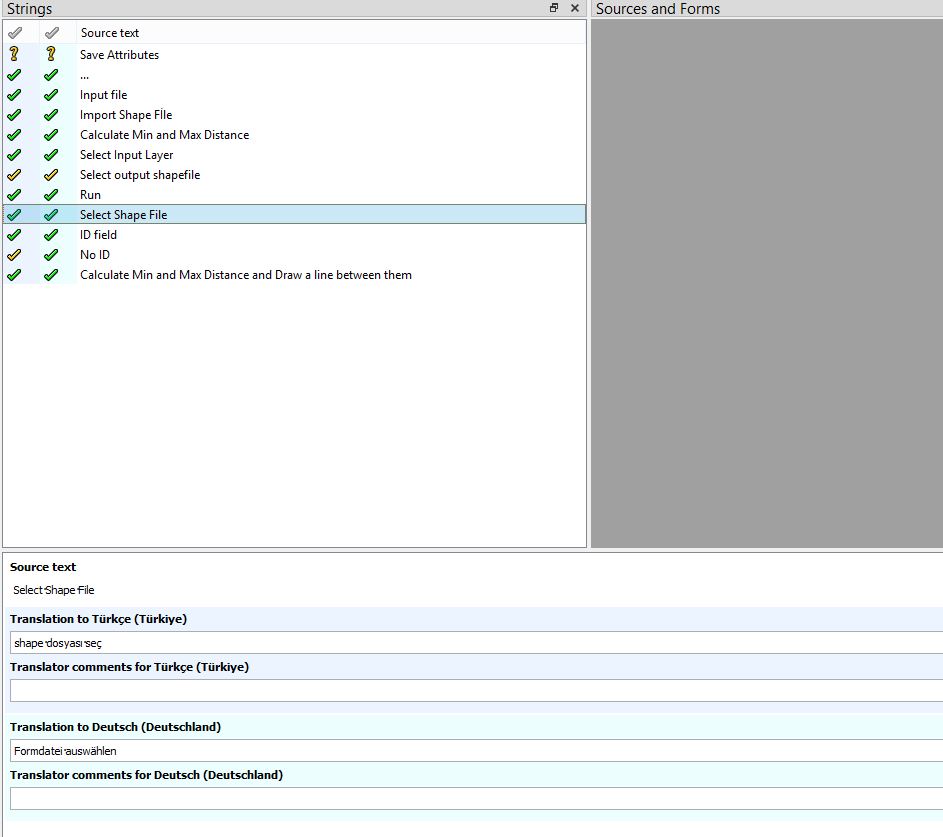 Strings
Sources and Forms
Source text
Save Attributes
...
Input file
Import Shape Fİle
Calculate Min and Max Distance
Select Input Layer
Select output shapefile
Run
Select Shape File
ID field
No ID
Calculate Min and Max Distance and Draw a line between them
Source text
Select·Shape·File
Translation to Türkçe (Türkiye)
shape·dosyası·seç
Translator comments for Türkçe (Türkiye)
Translation to Deutsch (Deutschland)
Formdatei·auswählen
Translator comments for Deutsch (Deutschland)